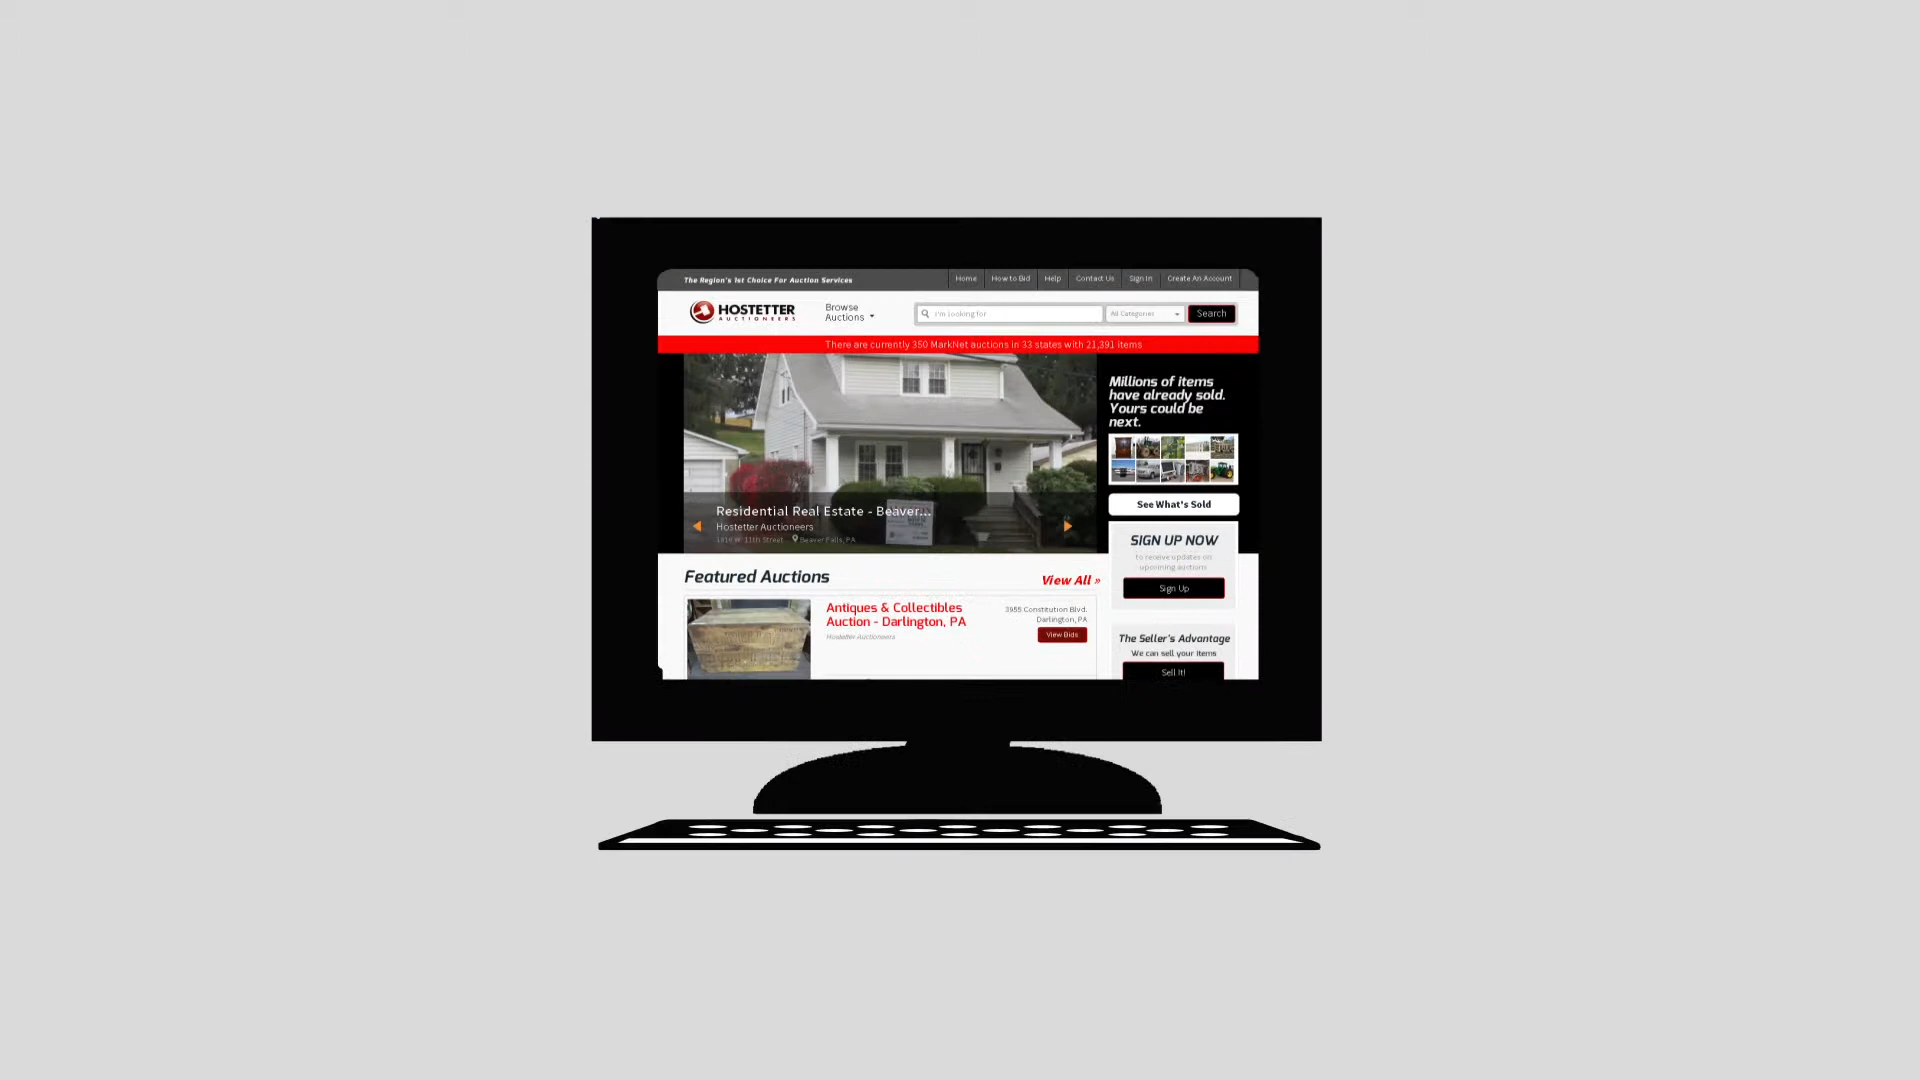 The Region's 1st Choice For Auction Services
Home
How to Bid
Help
Contact Us
Sign In
Create An Account
HOSTETTER
AUCTIONEERS
Browse
Auctions
I'm looking for
All Categories
Search
There are currently 350 MarkNet auctions in 33 states with 21,391 items
Millions of items
have already sold.
Yours could be
next.
See What's Sold
Residential Real Estate - Beaver...
Hostetter Auctioneers
11th Street
Beaver Falls, PA
SIGN UP NOW
to receive updates on
upcoming auctions
Sign Up
Featured Auctions
View All »
Antiques & Collectibles
Auction - Darlington, PA
Hostetter Auctioneers
3955 Constitution Blvd.
Darlington, PA
View Bids
The Seller's Advantage
We can sell your items
Sell It!